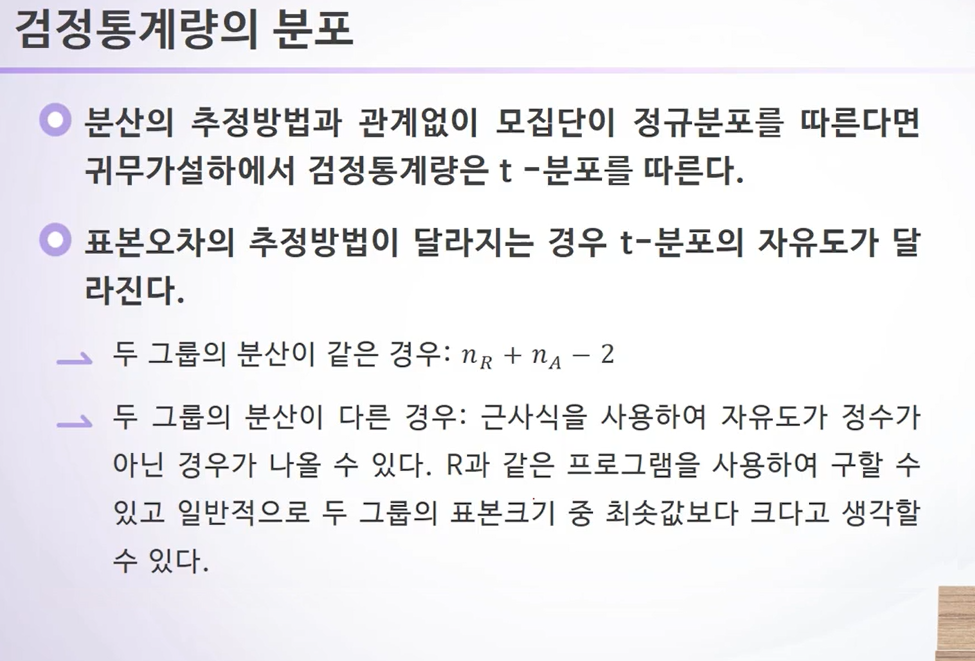 검정통계량의 분포
분산의 추정방법과 관계없이 모집단이 정규분포를 따른다면
귀무가설하에서 검정통계량은 t -분포를 따른다.
표본오차의 추정방법이 달라지는 경우 t-분포의 자유도가 달
라진다.
두 그룹의 분산이 같은 경우: n_R + n_A − 2
두 그룹의 분산이 다른 경우: 근사식을 사용하여 자유도가 정수가
아닌 경우가 나올 수 있다. R과 같은 프로그램을 사용하여 구할 수
있고 일반적으로 두 그룹의 표본크기 중 최솟값보다 크다고 생각할
수 있다.